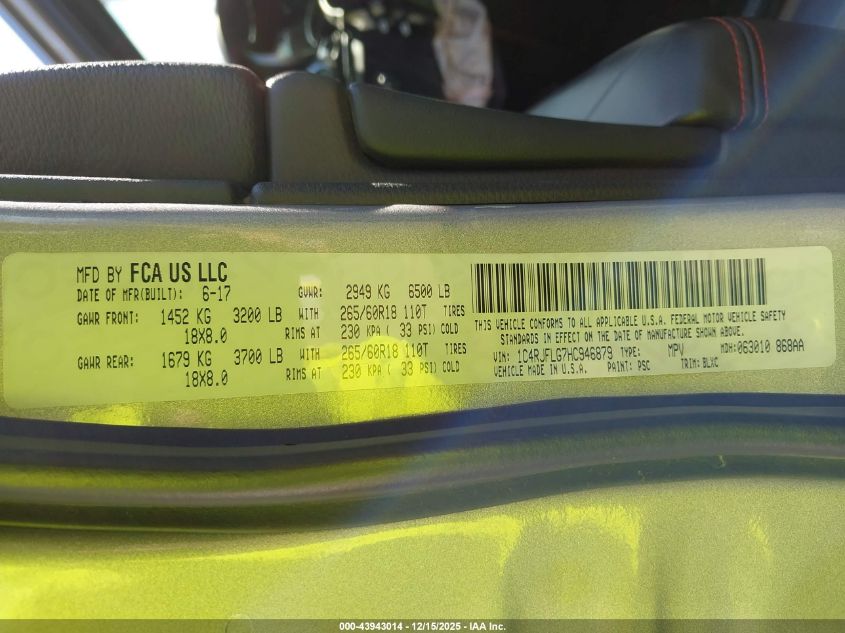 MFD BY FCA US LLC
DATE OF MFR(BUILT): 6-17 GVWR: 2949 KG 6500 LB
GAWR FRONT: 1452 KG 3200 LB WITH 265/60R18 110T TIRES
18X8.0 RIMS AT 230 KPA ( 33 PSI) COLD
GAWR REAR: 1679 KG 3700 LB WITH 265/60R18 110T TIRES
18X8.0 RIMS AT 230 KPA ( 33 PSI) COLD
THIS VEHICLE CONFORMS TO ALL APPLICABLE U.S.A. FEDERAL MOTOR VEHICLE SAFETY
STANDARDS IN EFFECT ON THE DATE OF MANUFACTURE SHOWN ABOVE.
VIN: 1C4RJFLG7HC946879 TYPE: MPV MDH: 063010 868AA
VEHICLE MADE IN U.S.A. PAINT: PSC TRIM: BLXC
000-43943014 - 12/15/2025 - IAA Inc.